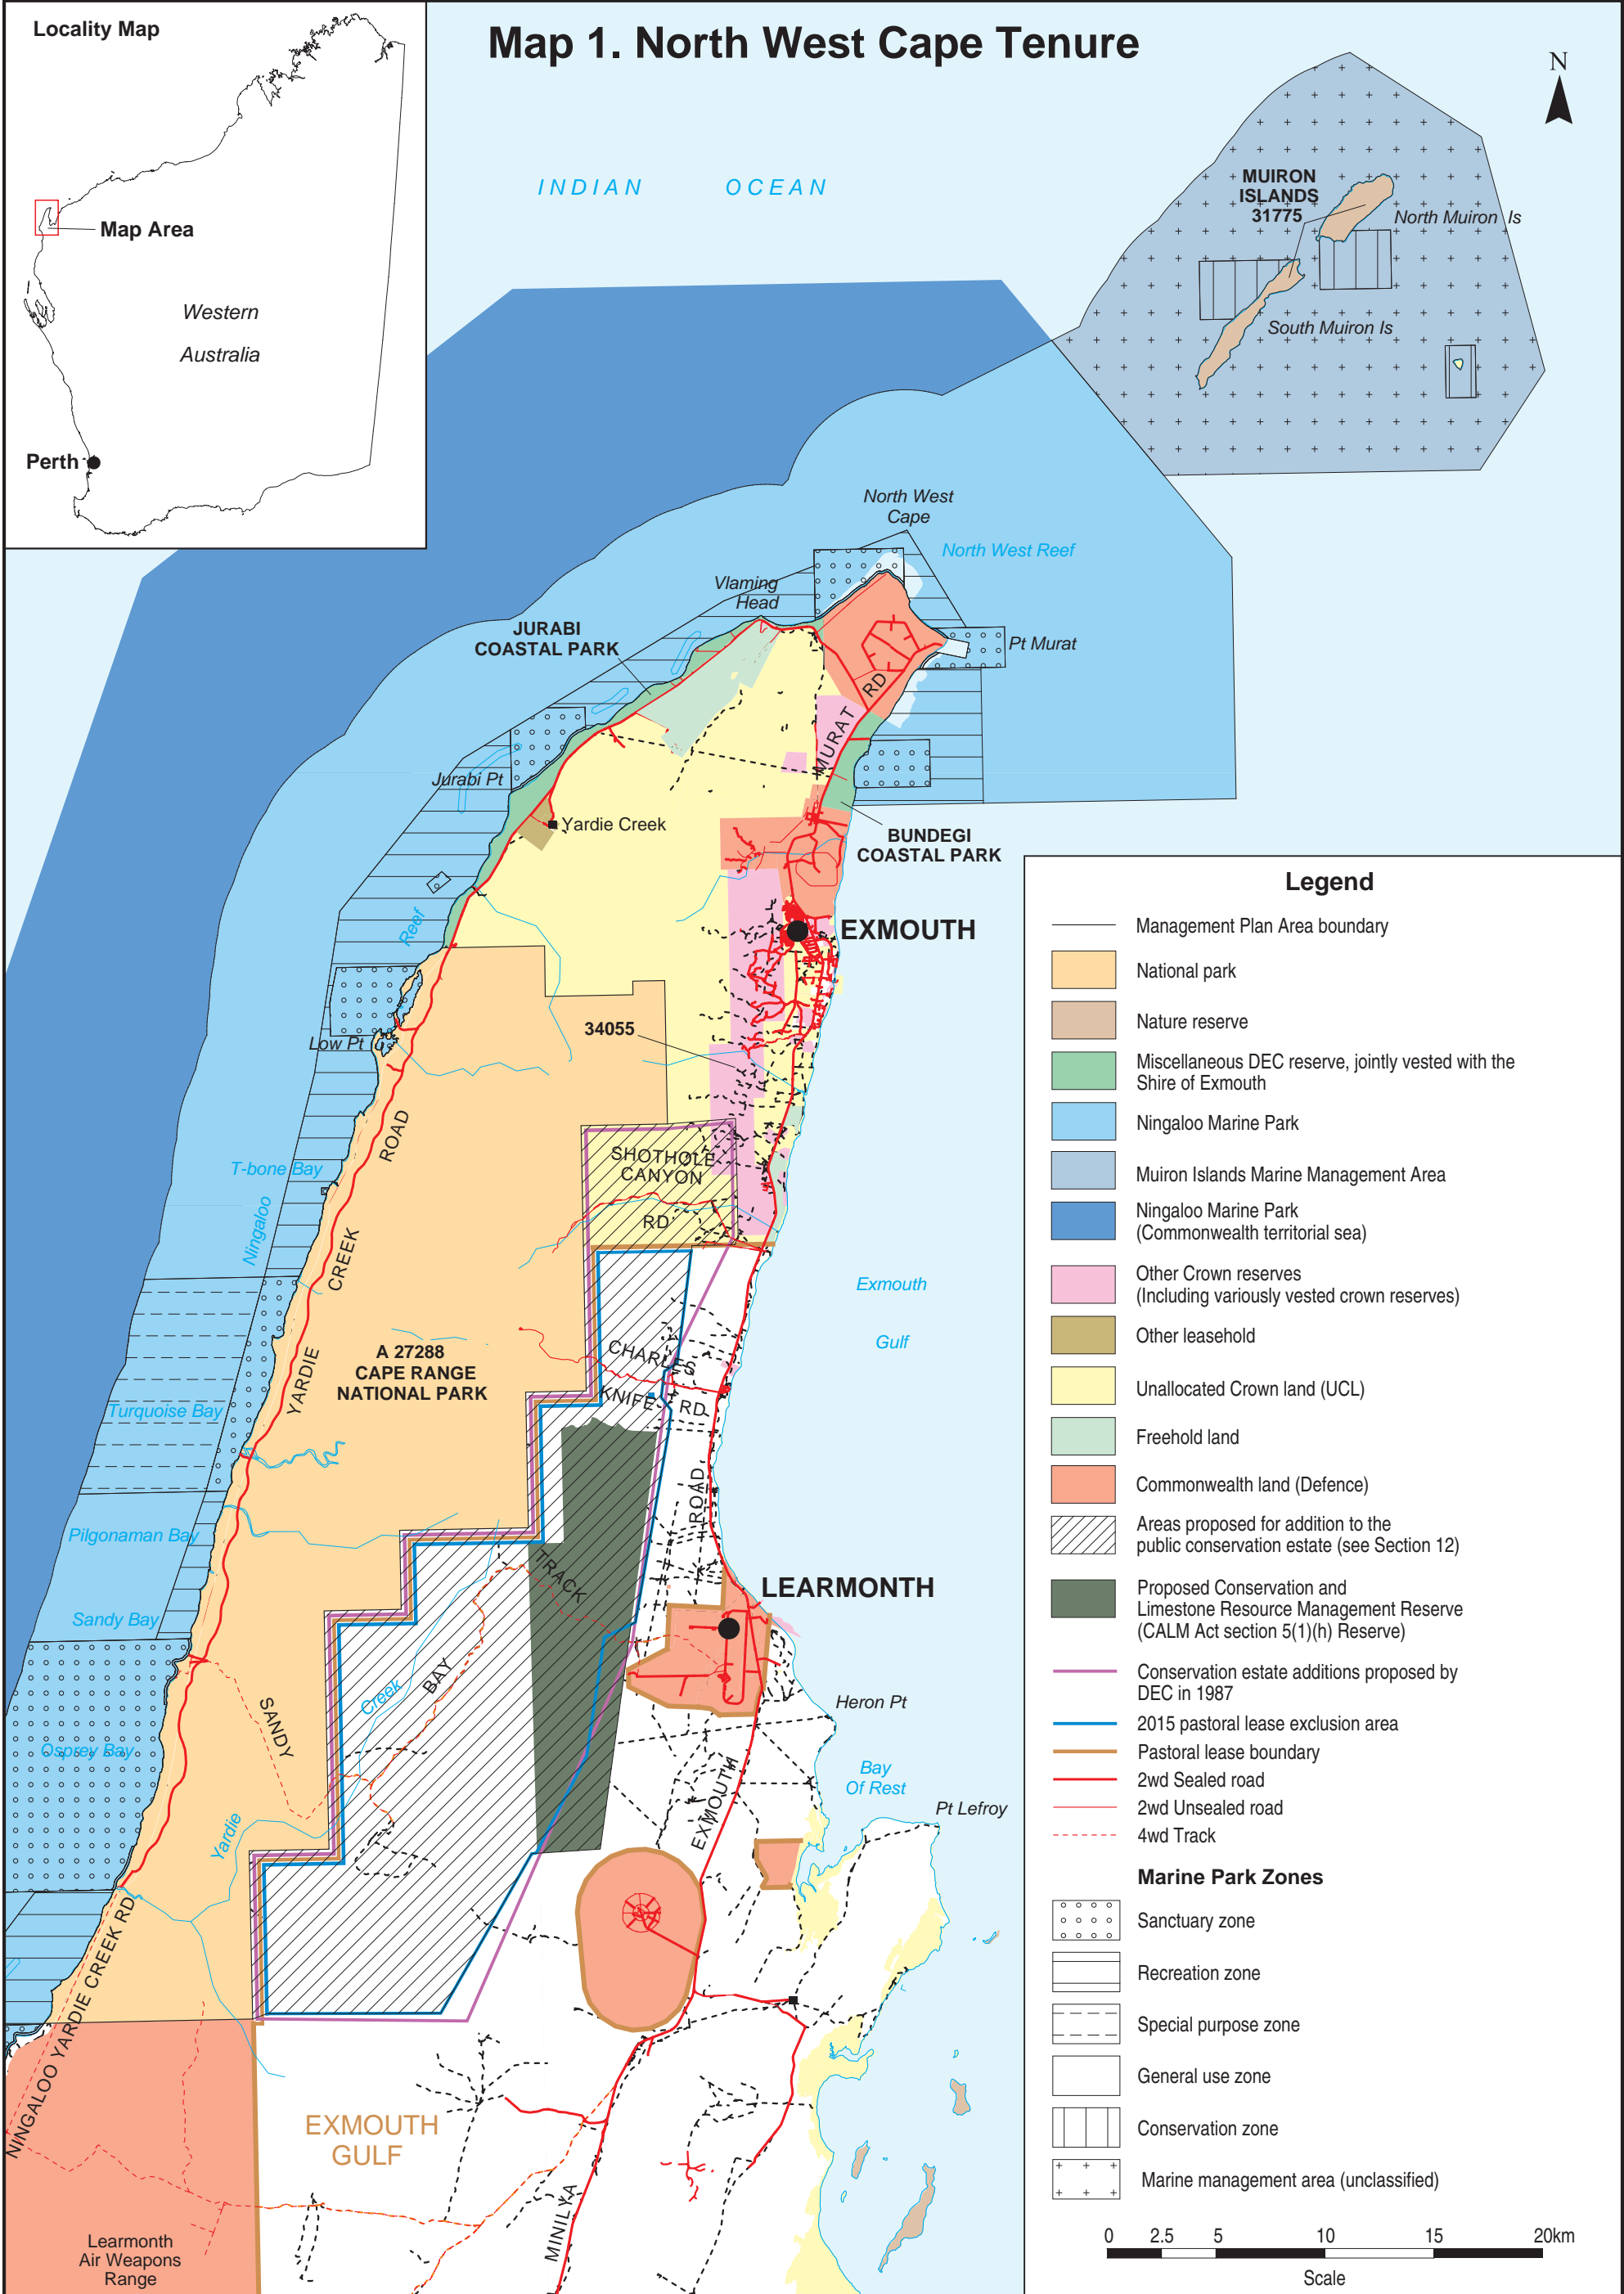 Map 1. North West Cape Tenure
Locality Map
Map Area
Western
Australia
Perth
N
INDIAN OCEAN
MUIRON
ISLANDS
31775
North Muiron Is
South Muiron Is
North West
Cape
North West Reef
Vlaming
Head
JURABI
COASTAL PARK
Pt Murat
MURAT RD
Jurabi Pt
Yardie Creek
BUNDEGI
COASTAL PARK
Reef
EXMOUTH
34055
Low Pt
ROAD
SHOTHOLE
CANYON
RD
T-bone Bay
Ningaloo
CREEK
Exmouth
Gulf
A 27288
CAPE RANGE
NATIONAL PARK
CHARLES
KNIFE RD
YARDIE
Turquoise Bay
ROAD
Pilgonaman Bay
TRACK
LEARMONTH
Sandy Bay
BAY
Creek
SANDY
Heron Pt
Osprey Bay
Bay
Of Rest
EXMOUTH
Pt Lefroy
Yardie
NINGALOO YARDIE CREEK RD
EXMOUTH
GULF
MINILYA
Learmonth
Air Weapons
Range
Legend
Management Plan Area boundary
National park
Nature reserve
Miscellaneous DEC reserve, jointly vested with the
Shire of Exmouth
Ningaloo Marine Park
Muiron Islands Marine Management Area
Ningaloo Marine Park
(Commonwealth territorial sea)
Other Crown reserves
(Including variously vested crown reserves)
Other leasehold
Unallocated Crown land (UCL)
Freehold land
Commonwealth land (Defence)
Areas proposed for addition to the
public conservation estate (see Section 12)
Proposed Conservation and
Limestone Resource Management Reserve
(CALM Act section 5(1)(h) Reserve)
Conservation estate additions proposed by
DEC in 1987
2015 pastoral lease exclusion area
Pastoral lease boundary
2wd Sealed road
2wd Unsealed road
4wd Track
Marine Park Zones
Sanctuary zone
Recreation zone
Special purpose zone
General use zone
Conservation zone
Marine management area (unclassified)
0 2.5 5 10 15 20km
Scale